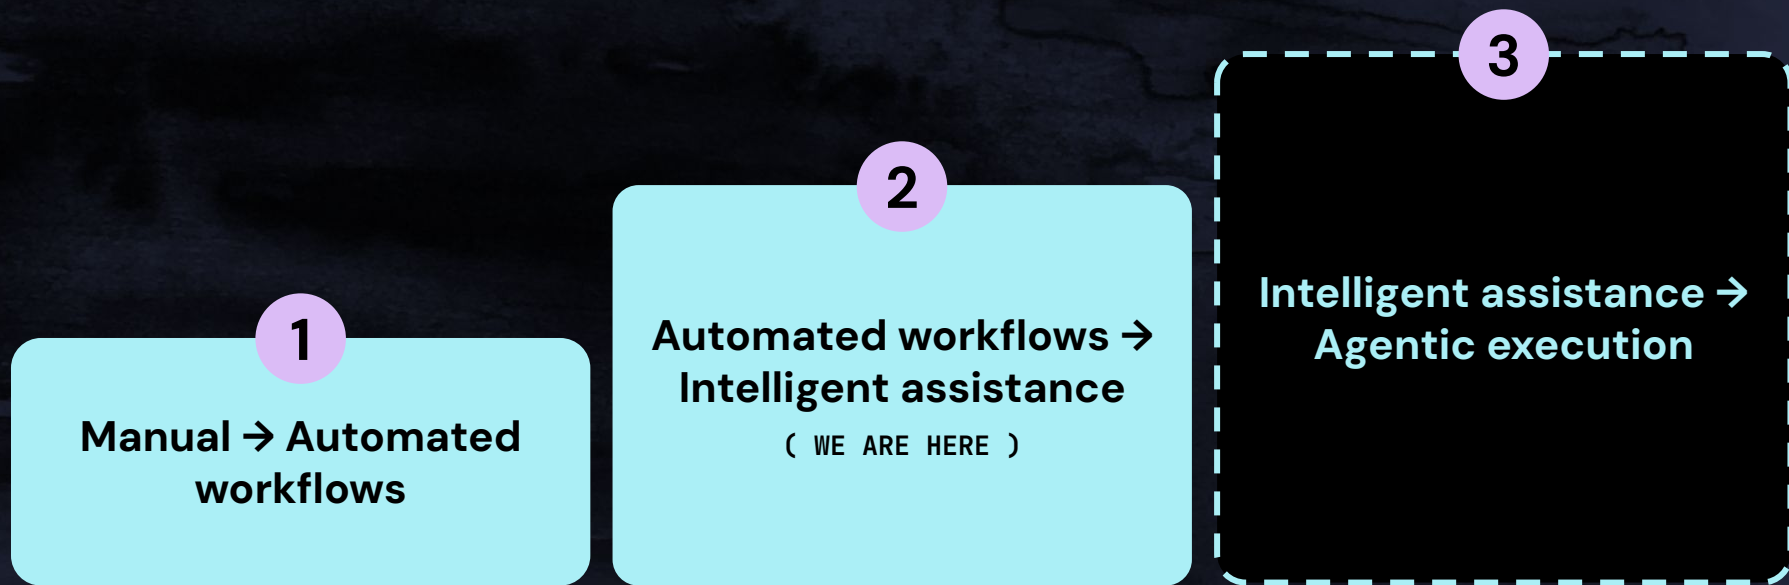 1
Manual → Automated
workflows
2
Automated workflows →
Intelligent assistance
( WE ARE HERE )
3
Intelligent assistance →
Agentic execution